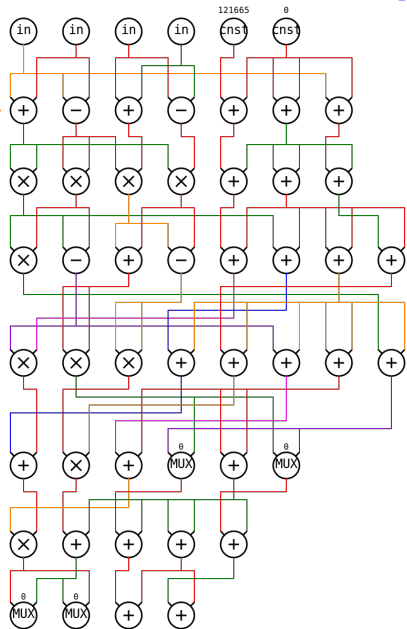 121665 0
in in in in cnst cnst
+ − + − + + +
× × × × + + +
× − + − + + + +
× × × + + + + +
0 0
+ × + MUX + MUX
× + + + +
0 0
MUX MUX + +